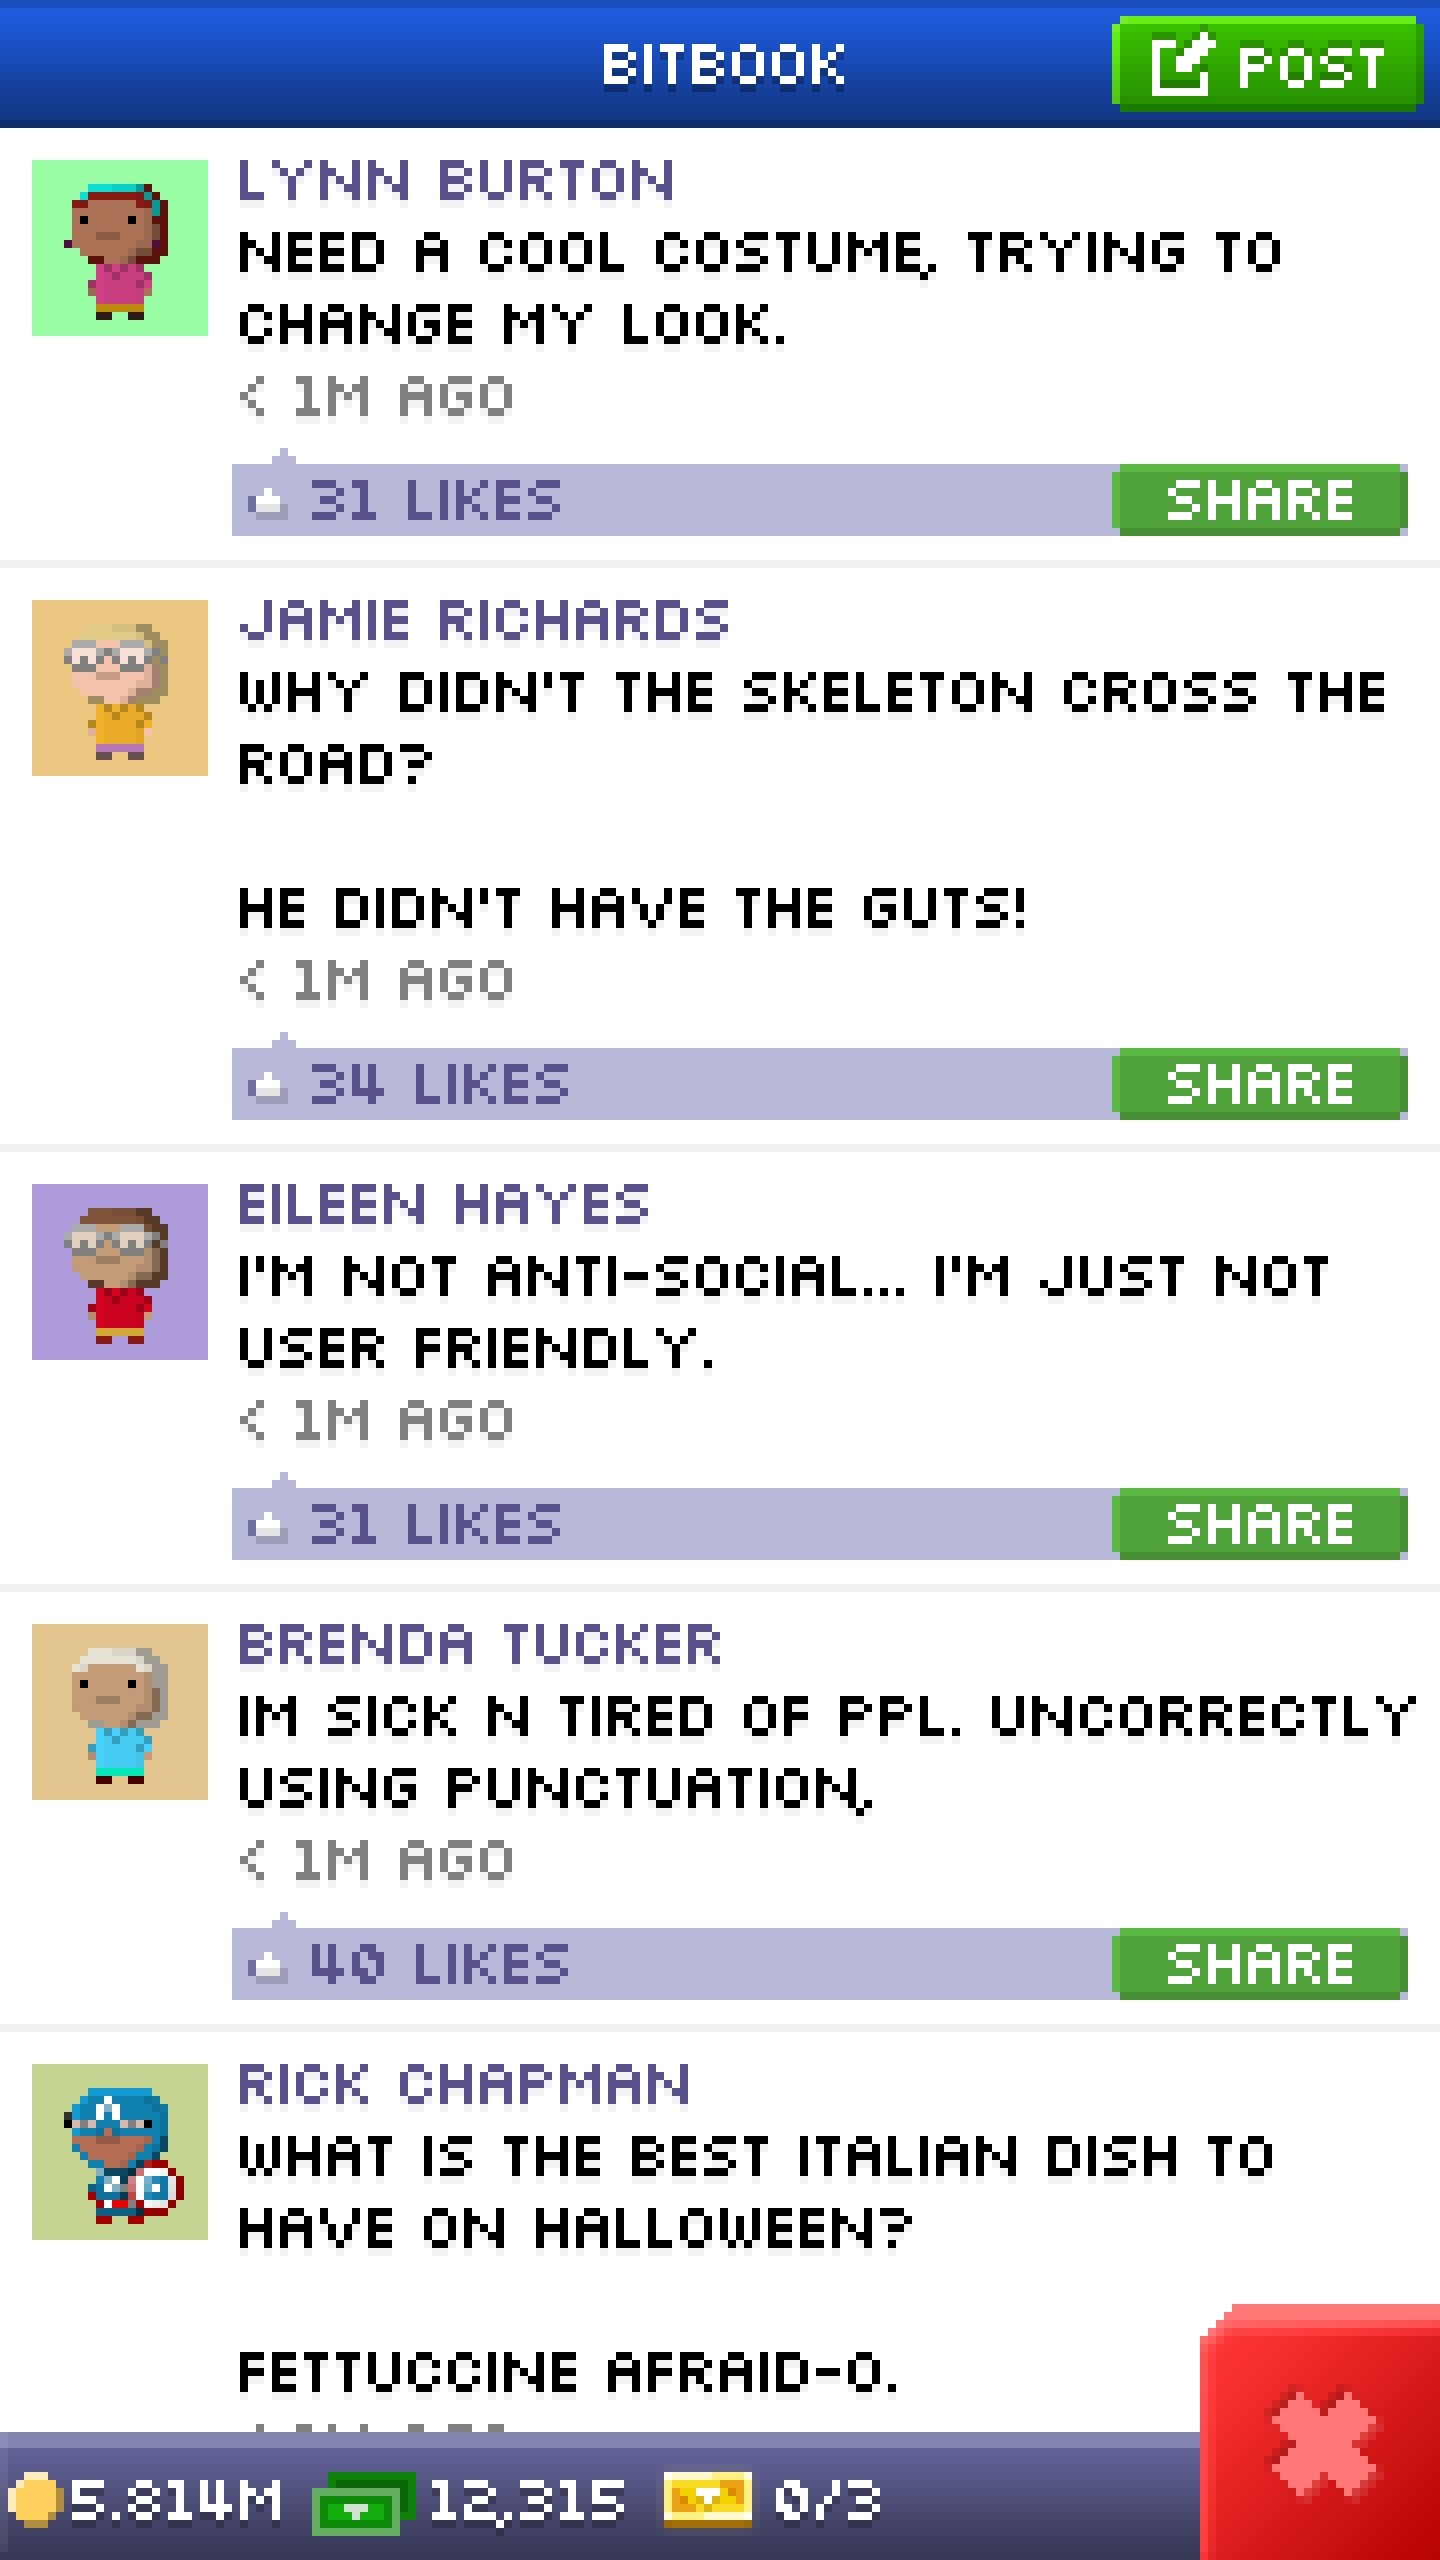 BITBOOK
POST
LYNN BURTON
NEED A COOL COSTUME, TRYING TO
CHANGE MY LOOK.
< 1M AGO
31 LIKES
SHARE
JAMIE RICHARDS
WHY DIDN'T THE SKELETON CROSS THE
ROAD?
HE DIDN'T HAVE THE GUTS!
< 1M AGO
34 LIKES
SHARE
EILEEN HAYES
I'M NOT ANTI-SOCIAL... I'M JUST NOT
USER FRIENDLY.
< 1M AGO
31 LIKES
SHARE
BRENDA TUCKER
IM SICK N TIRED OF PPL. UNCORRECTLY
USING PUNCTUATION,
< 1M AGO
40 LIKES
SHARE
RICK CHAPMAN
WHAT IS THE BEST ITALIAN DISH TO
HAVE ON HALLOWEEN?
FETTUCCINE AFRAID-O.
5.814M 12,315 0/3